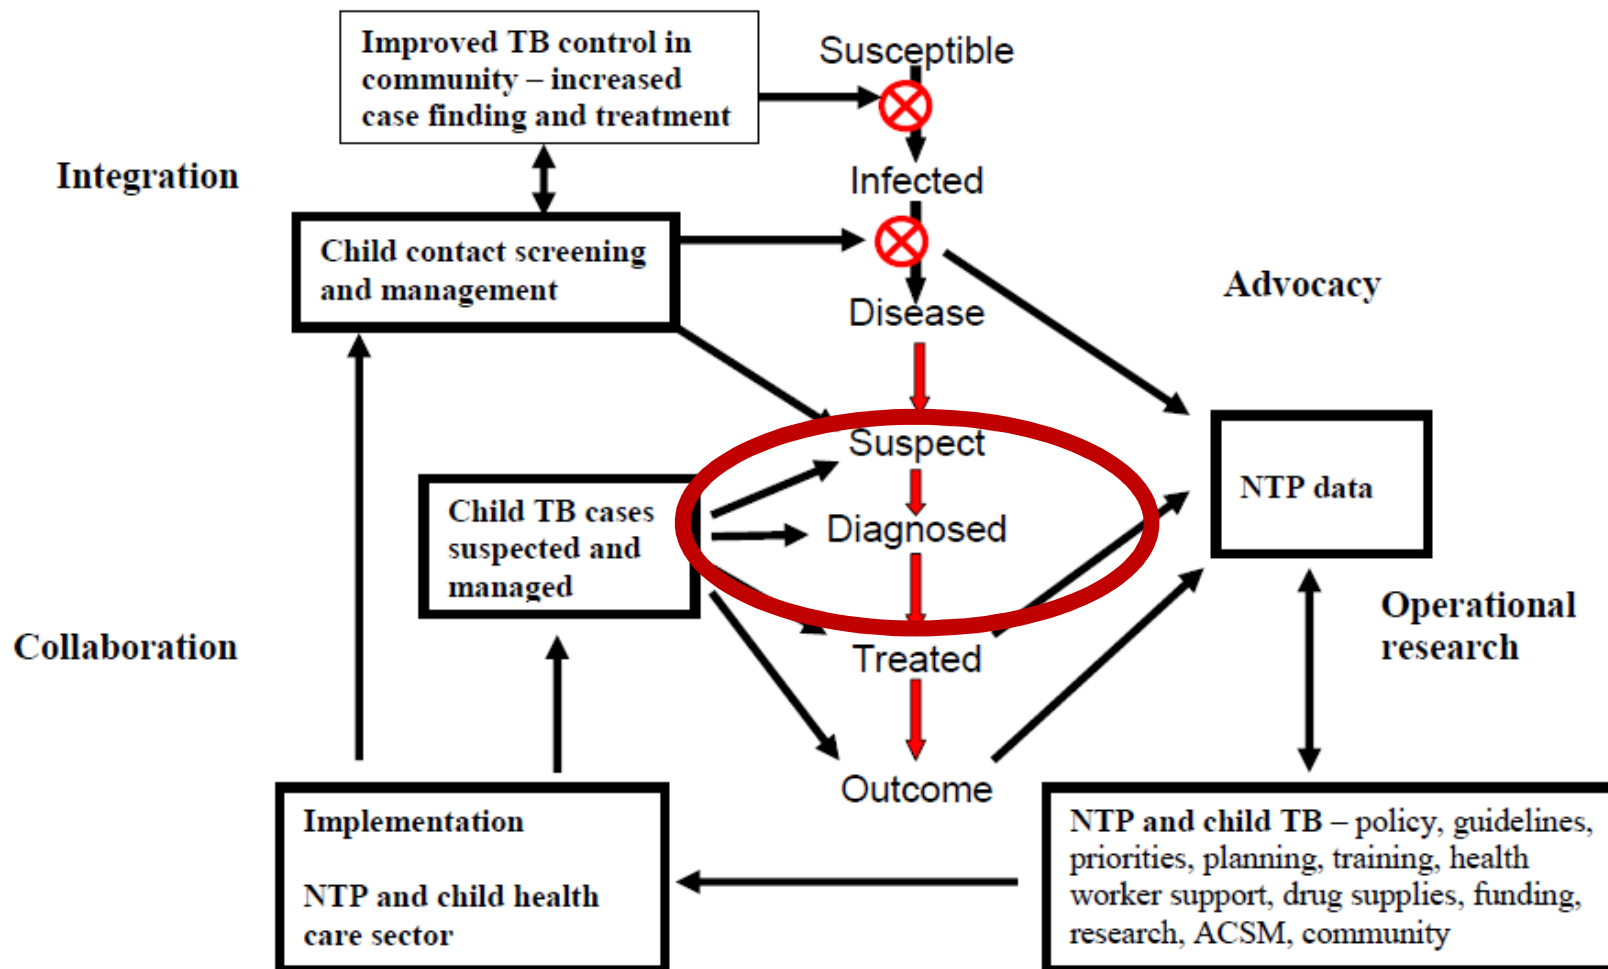 Improved TB control in
community – increased
case finding and treatment
Susceptible
Integration
Infected
Child contact screening
and management
Disease
Advocacy
Suspect
NTP data
Child TB cases
suspected and
managed
Diagnosed
Collaboration
Treated
Operational
research
Outcome
Implementation
NTP and child health
care sector
NTP and child TB – policy, guidelines,
priorities, planning, training, health
worker support, drug supplies, funding,
research, ACSM, community